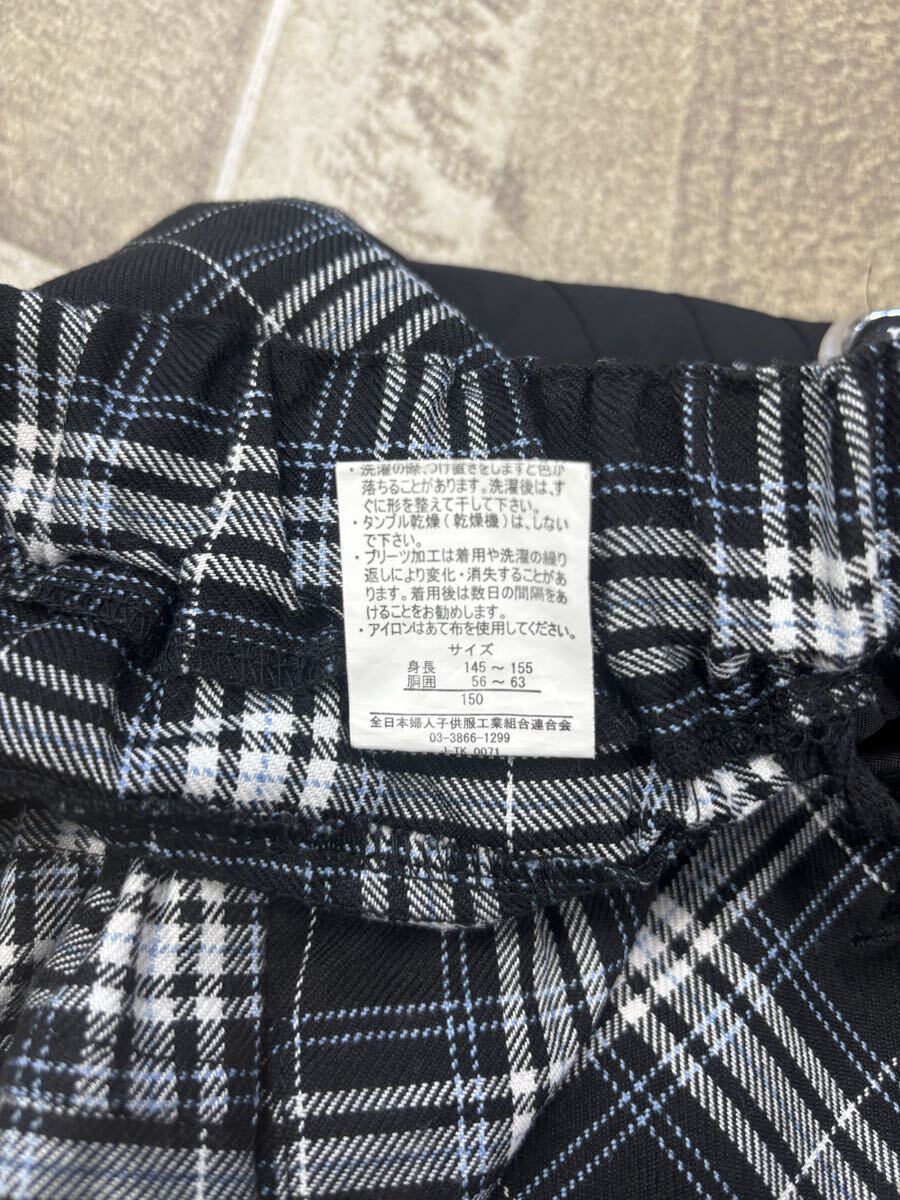 ・洗濯の際、つけ置きをしますと色が
落ちることがあります。洗濯後は、す
ぐに形を整えて干して下さい。
・タンブル乾燥（乾燥機）は、しない
で下さい。
・プリーツ加工は着用や洗濯の繰り
返しにより変化・消失することがあ
ります。着用後は数日の間隔をあ
けることをお勧めします。
・アイロンはあて布を使用してください。
サイズ
身長 145～155
胴囲 56～63
150
全日本婦人子供服工業組合連合会
03-3866-1299
J-TK 0071